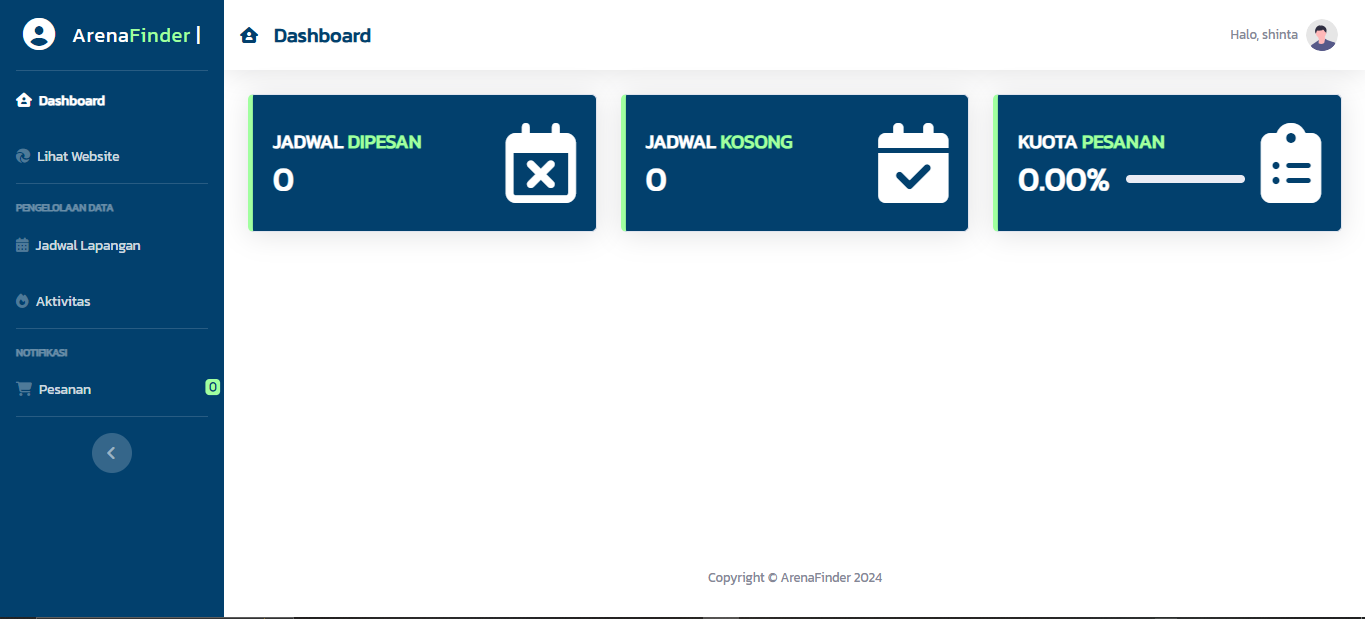 ArenaFinder |
Dashboard
Halo, shinta
Dashboard
Lihat Website
PENGELOLAAN DATA
Jadwal Lapangan
Aktivitas
NOTIFIKASI
Pesanan 0
JADWAL DIPESAN
0
JADWAL KOSONG
0
KUOTA PESANAN
0.00%
Copyright © ArenaFinder 2024